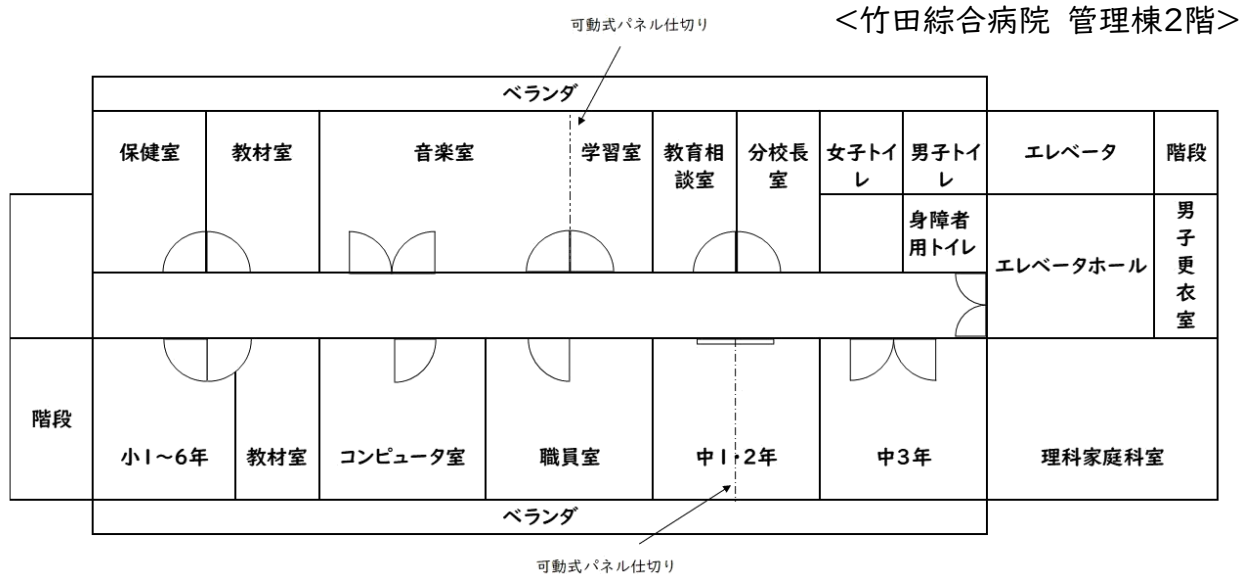 <竹田綜合病院 管理棟2階>
可動式パネル仕切り
ベランダ
保健室
教材室
音楽室
学習室
教育相
談室
分校長
室
女子トイ
レ
男子トイ
レ
エレベータ
階段
身障者
用トイレ
エレベータホール
男
子
更
衣
室
階段
小1～6年
教材室
コンピュータ室
職員室
中1・2年
中3年
理科家庭科室
ベランダ
可動式パネル仕切り